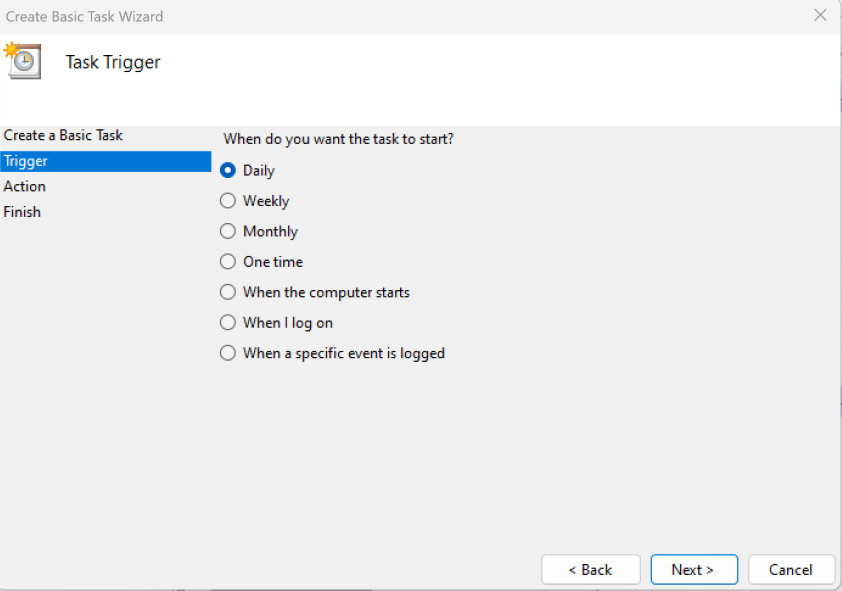 Create Basic Task Wizard
Task Trigger
Create a Basic Task
Trigger
Action
Finish
When do you want the task to start?
Daily
Weekly
Monthly
One time
When the computer starts
When I log on
When a specific event is logged
< Back
Next >
Cancel